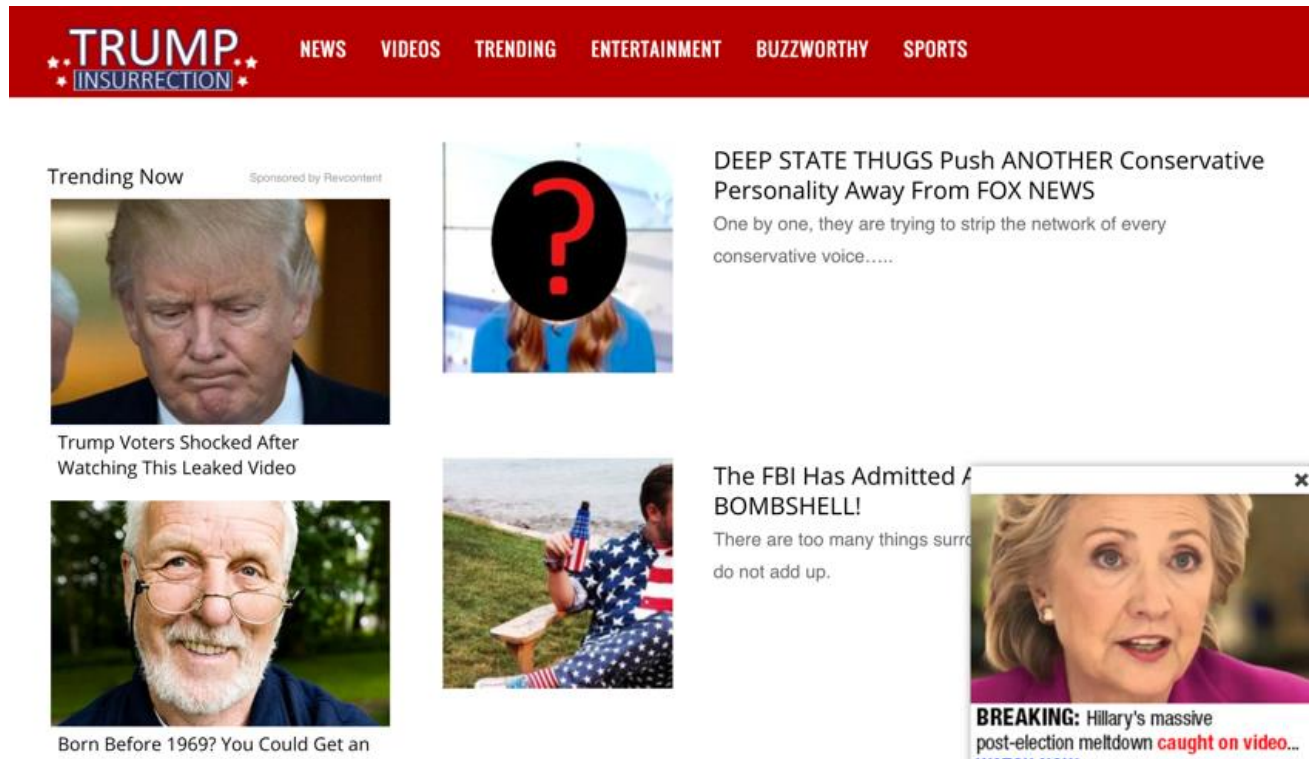 TRUMP
INSURRECTION
NEWS VIDEOS TRENDING ENTERTAINMENT BUZZWORTHY SPORTS
Trending Now
Sponsored by Revcontent
Trump Voters Shocked After
Watching This Leaked Video
Born Before 1969? You Could Get an
?
DEEP STATE THUGS Push ANOTHER Conservative
Personality Away From FOX NEWS
One by one, they are trying to strip the network of every
conservative voice.....
The FBI Has Admitted A
BOMBSHELL!
There are too many things surro
do not add up.
BREAKING: Hillary's massive
post-election meltdown caught on video...
WATCH NOW